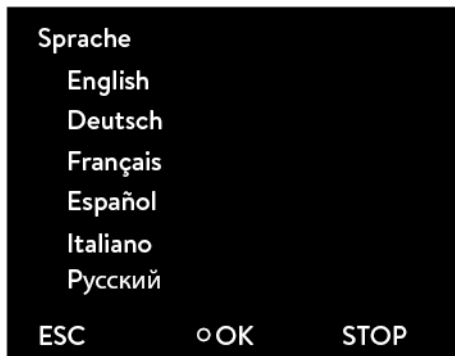 Sprache
English
Deutsch
Français
Español
Italiano
Русский
ESC OK STOP